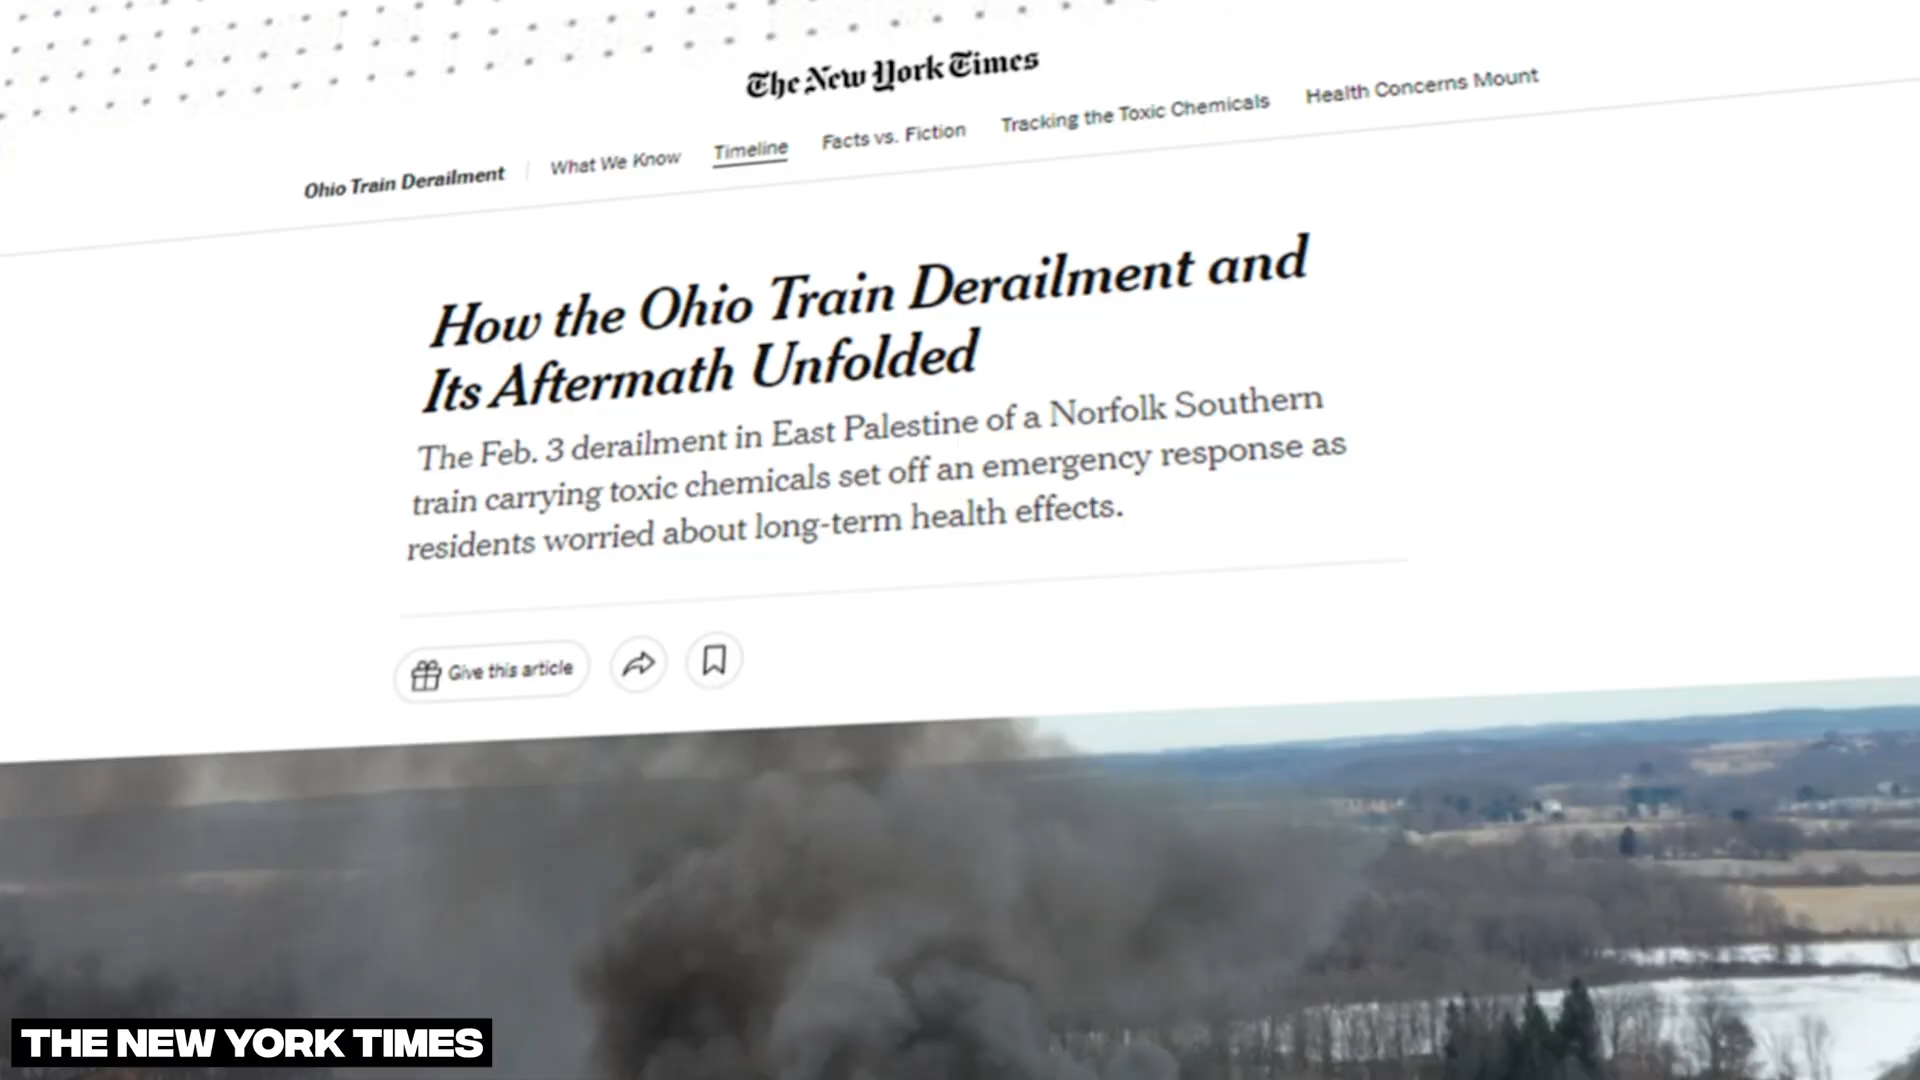 The New York Times
Ohio Train Derailment What We Know Timeline Facts vs. Fiction Tracking the Toxic Chemicals Health Concerns Mount
How the Ohio Train Derailment and
Its Aftermath Unfolded
The Feb. 3 derailment in East Palestine of a Norfolk Southern
train carrying toxic chemicals set off an emergency response as
residents worried about long-term health effects.
Give this article
THE NEW YORK TIMES